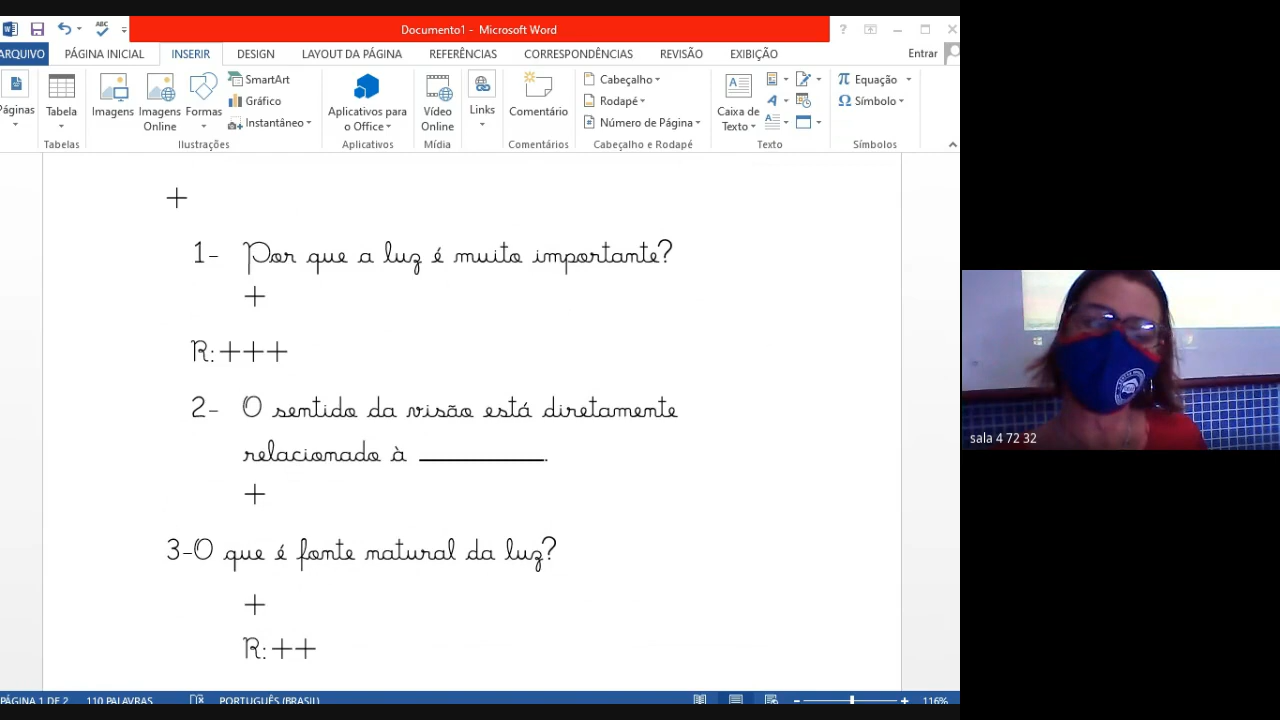 Documento1 - Microsoft Word
ARQUIVO PÁGINA INICIAL INSERIR DESIGN LAYOUT DA PÁGINA REFERÊNCIAS CORRESPONDÊNCIAS REVISÃO EXIBIÇÃO Entrar
Páginas
Tabela
Imagens
Imagens Online
Formas
SmartArt
Gráfico
Instantâneo
Aplicativos para o Office
Vídeo Online
Links
Comentário
Cabeçalho
Rodapé
Número de Página
Caixa de Texto
π Equação
Ω Símbolo
Tabelas Ilustrações Aplicativos Mídia Comentários Cabeçalho e Rodapé Texto Símbolos
+
1- Por que a luz é muito importante?
+
R:+++
2- O sentido da visão está diretamente
relacionado à __________.
+
3-O que é fonte natural da luz?
+
R:++
PÁGINA 1 DE 2 110 PALAVRAS PORTUGUÊS (BRASIL) 116%
sala 4 72 32